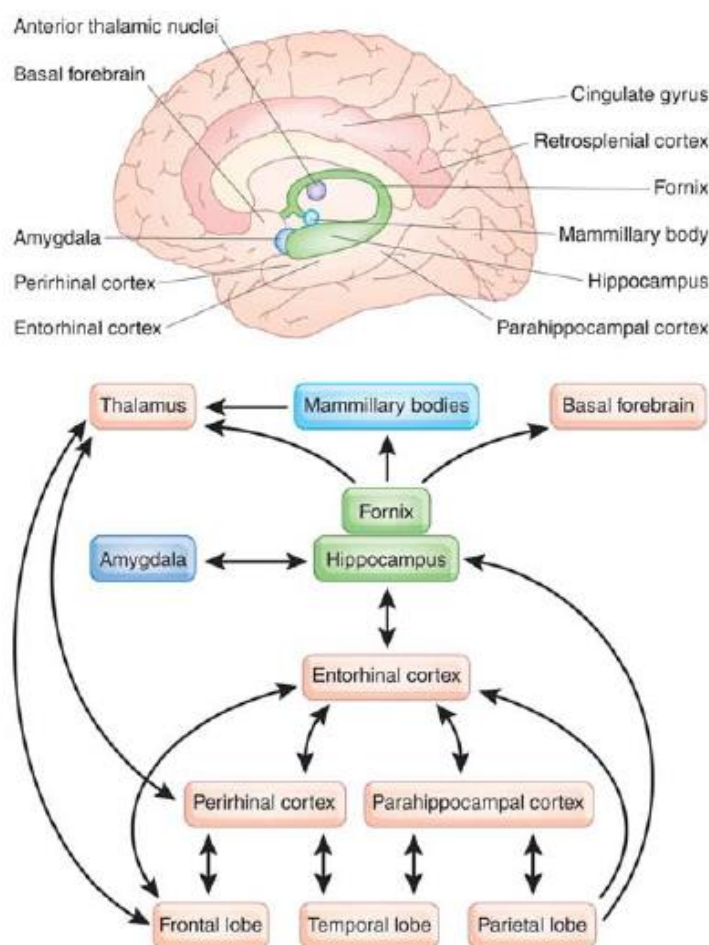 Anterior thalamic nuclei
Basal forebrain
Cingulate gyrus
Retrosplenial cortex
Fornix
Amygdala
Mammillary body
Perirhinal cortex
Hippocampus
Entorhinal cortex
Parahippocampal cortex
Thalamus
Mammillary bodies
Basal forebrain
Fornix
Amygdala
Hippocampus
Entorhinal cortex
Perirhinal cortex
Parahippocampal cortex
Frontal lobe
Temporal lobe
Parietal lobe